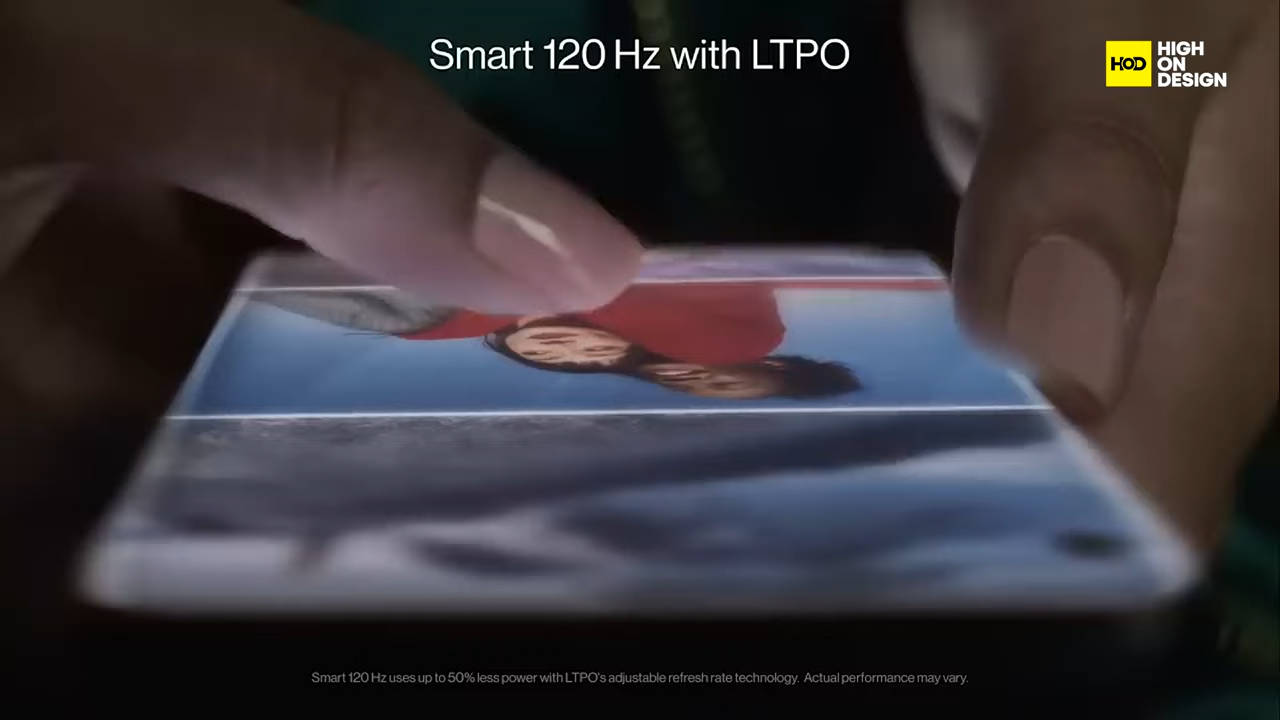 Smart 120 Hz with LTPO
HOD
HIGH
ON
DESIGN
Smart 120 Hz uses up to 50% less power with LTPO's adjustable refresh rate technology. Actual performance may vary.